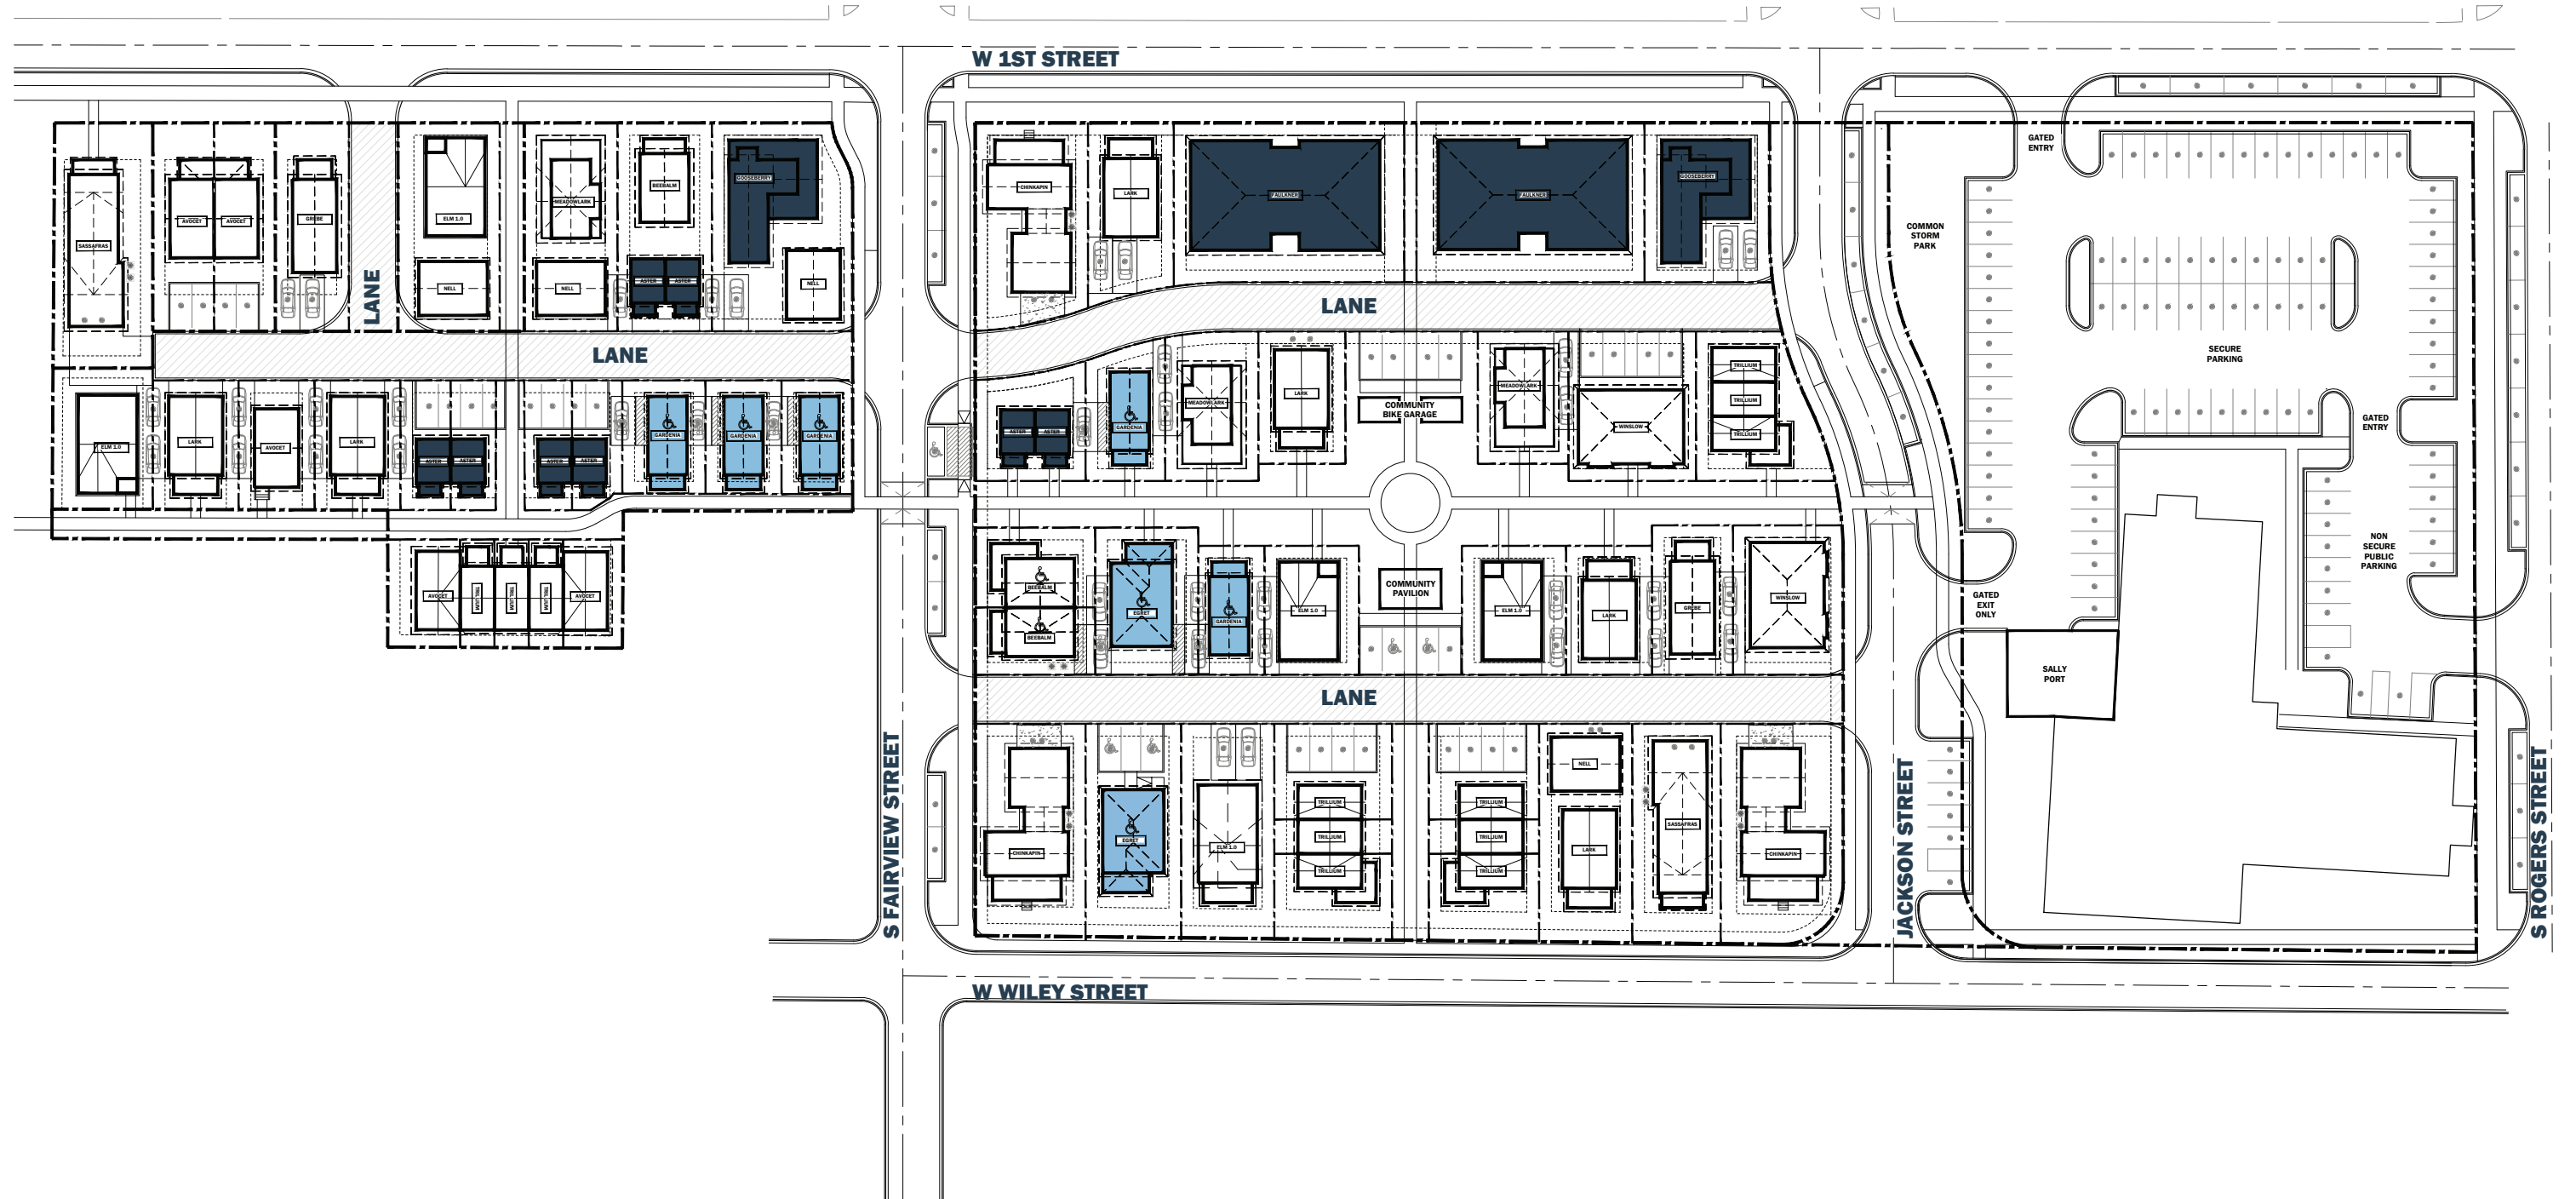 W 1ST STREET
GATED
ENTRY
SASSAFRAS
AVOCET
AVOCET
GREBE
ELM 1.0
NELL
MEADOWLARK
NELL
BEEBALM
ASTER
ASTER
GOOSEBERRY
NELL
LANE
LANE
CHINKAPIN
LARK
FAULKNER
FAULKNER
GOOSEBERRY
LANE
COMMON
STORM
PARK
SECURE
PARKING
GATED
ENTRY
ELM 1.0
LARK
AVOCET
LARK
ASTER
ASTER
ASTER
ASTER
GARDENIA
GARDENIA
GARDENIA
ASTER
ASTER
GARDENIA
MEADOWLARK
LARK
COMMUNITY
BIKE GARAGE
MEADOWLARK
WINSLOW
TRILLIUM
TRILLIUM
TRILLIUM
AVOCET
TRILLIUM
TRILLIUM
TRILLIUM
AVOCET
BEEBALM
BEEBALM
EGRET
GARDENIA
ELM 1.0
COMMUNITY
PAVILION
ELM 1.0
LARK
GREBE
WINSLOW
NON
SECURE
PUBLIC
PARKING
GATED
EXIT
ONLY
SALLY
PORT
LANE
CHINKAPIN
EGRET
ELM 1.0
TRILLIUM
TRILLIUM
TRILLIUM
TRILLIUM
TRILLIUM
TRILLIUM
NELL
LARK
SASSAFRAS
CHINKAPIN
S FAIRVIEW STREET
JACKSON STREET
S ROGERS STREET
W WILEY STREET